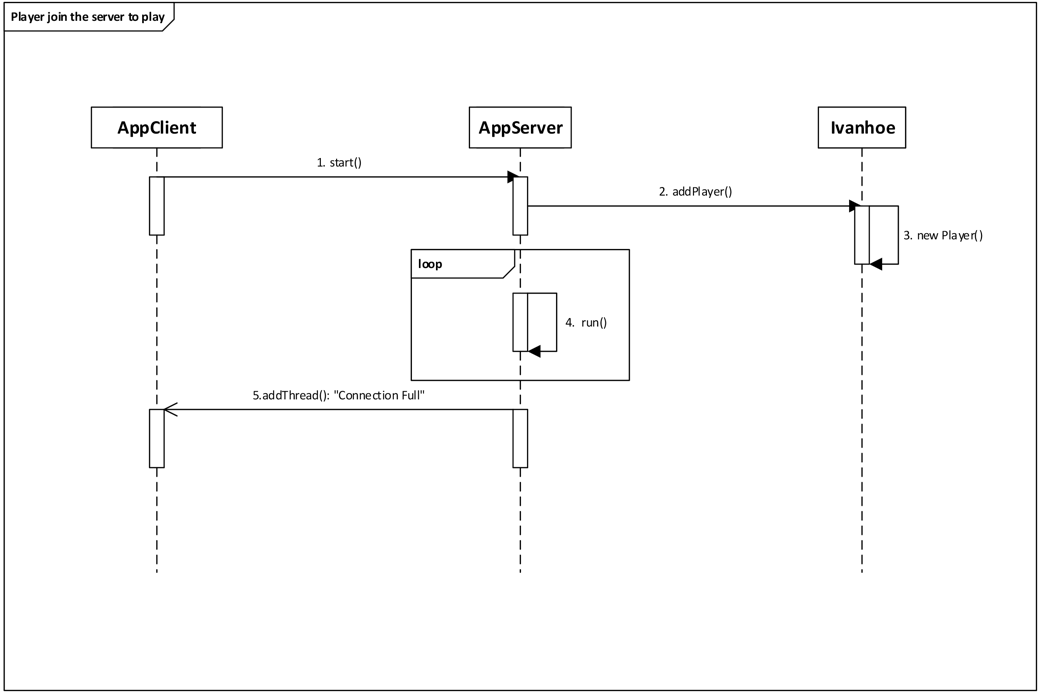 Player join the server to play
AppClient
AppServer
Ivanhoe
1. start()
2. addPlayer()
3. new Player()
loop
4. run()
5.addThread(): "Connection Full"